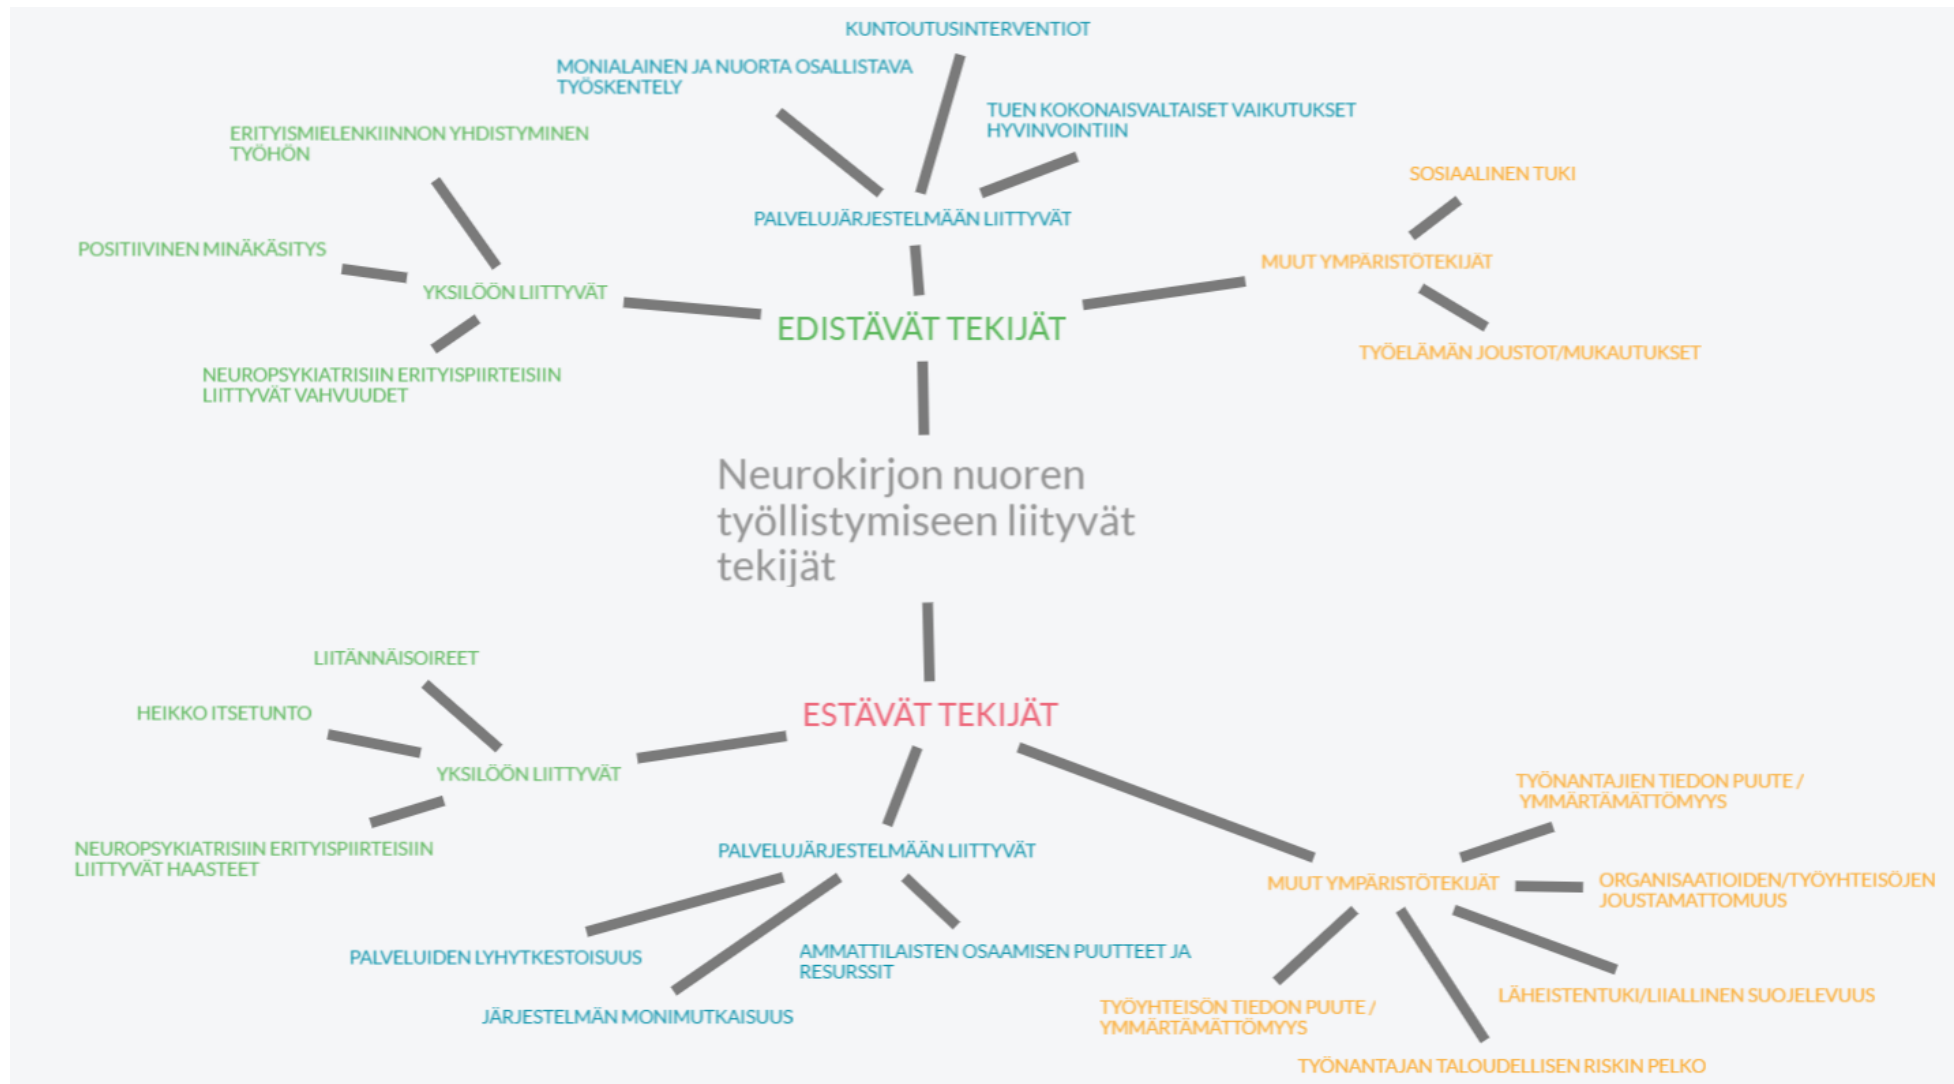 KUNTOUTUSINTERVENTIOT
MONIALAINEN JA NUORTA OSALLISTAVA
TYÖSKENTELY
TUEN KOKONAISVALTAISET VAIKUTUKSET
HYVINVOINTIIN
ERITYISMIELENKIINNON YHDISTYMINEN
TYÖHÖN
SOSIAALINEN TUKI
PALVELUJÄRJESTELMÄÄN LIITTYVÄT
POSITIIVINEN MINÄKÄSITYS
MUUT YMPÄRISTÖTEKIJÄT
YKSILÖÖN LIITTYVÄT
EDISTÄVÄT TEKIJÄT
TYÖELÄMÄN JOUSTOT/MUKAUTUKSET
NEUROPSYKIATRISIIN ERITYISPIIRTEISIIN
LIITTYVÄT VAHVUUDET
Neurokirjon nuoren
työllistymiseen liityvät
tekijät
LIITÄNNÄISOIREET
HEIKKO ITSETUNTO
ESTÄVÄT TEKIJÄT
YKSILÖÖN LIITTYVÄT
NEUROPSYKIATRISIIN ERITYISPIIRTEISIIN
LIITTYVÄT HAASTEET
PALVELUJÄRJESTELMÄÄN LIITTYVÄT
PALVELUIDEN LYHYTKESTOISUUS
AMMATTILAISTEN OSAAMISEN PUUTTEET JA
RESURSSIT
JÄRJESTELMÄN MONIMUTKAISUUS
TYÖNANTAJIEN TIEDON PUUTE /
YMMÄRTÄMÄTTÖMYYS
MUUT YMPÄRISTÖTEKIJÄT
ORGANISAATIOIDEN/TYÖYHTEISÖJEN
JOUSTAMATTOMUUS
LÄHEISTENTUKI/LIIALLINEN SUOJELEVUUS
TYÖYHTEISÖN TIEDON PUUTE /
YMMÄRTÄMÄTTÖMYYS
TYÖNANTAJAN TALOUDELLISEN RISKIN PELKO